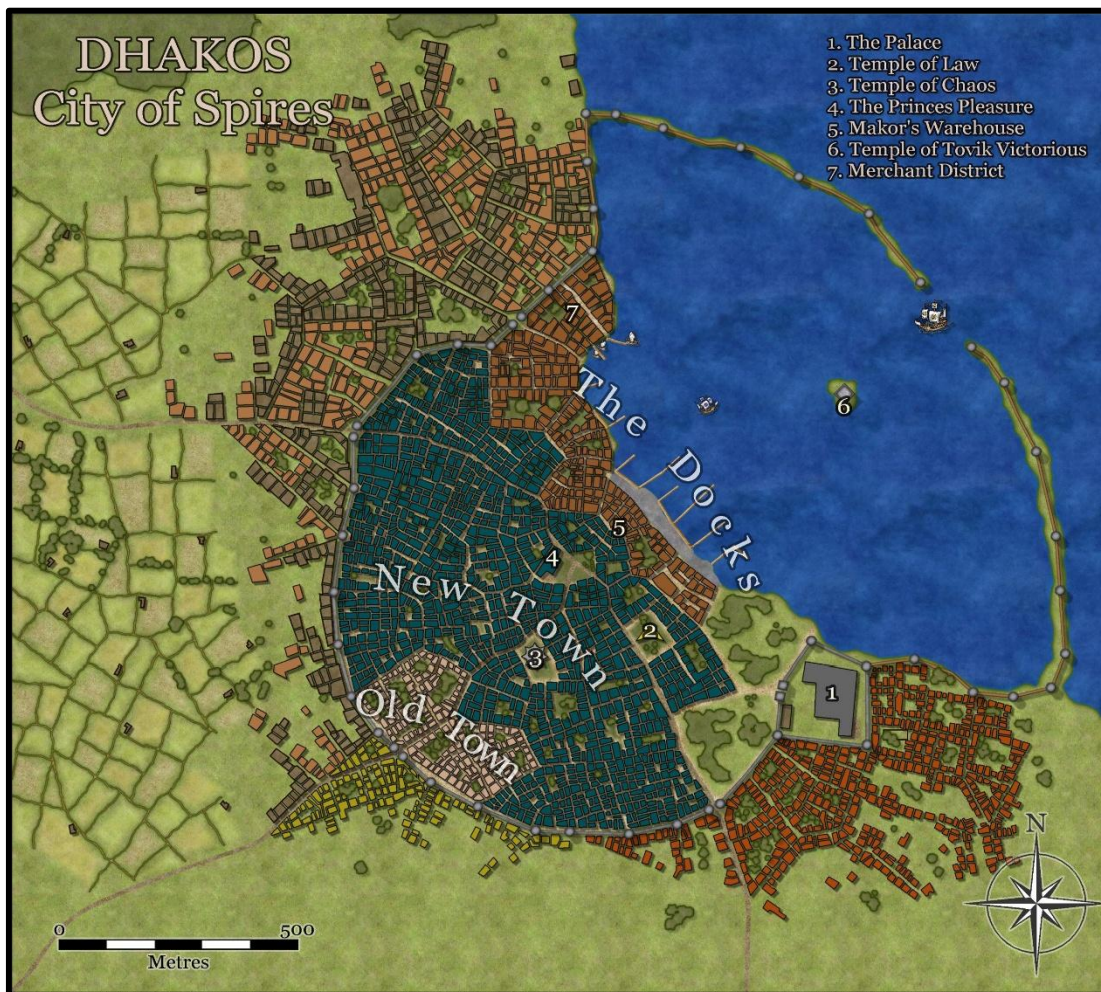 DHAKOS
City of Spires
1. The Palace
2. Temple of Law
3. Temple of Chaos
4. The Princes Pleasure
5. Makor's Warehouse
6. Temple of Tovik Victorious
7. Merchant District
7
The Docks
6
5
4
New Town
2
3
1
Old Town
N
0 500
Metres